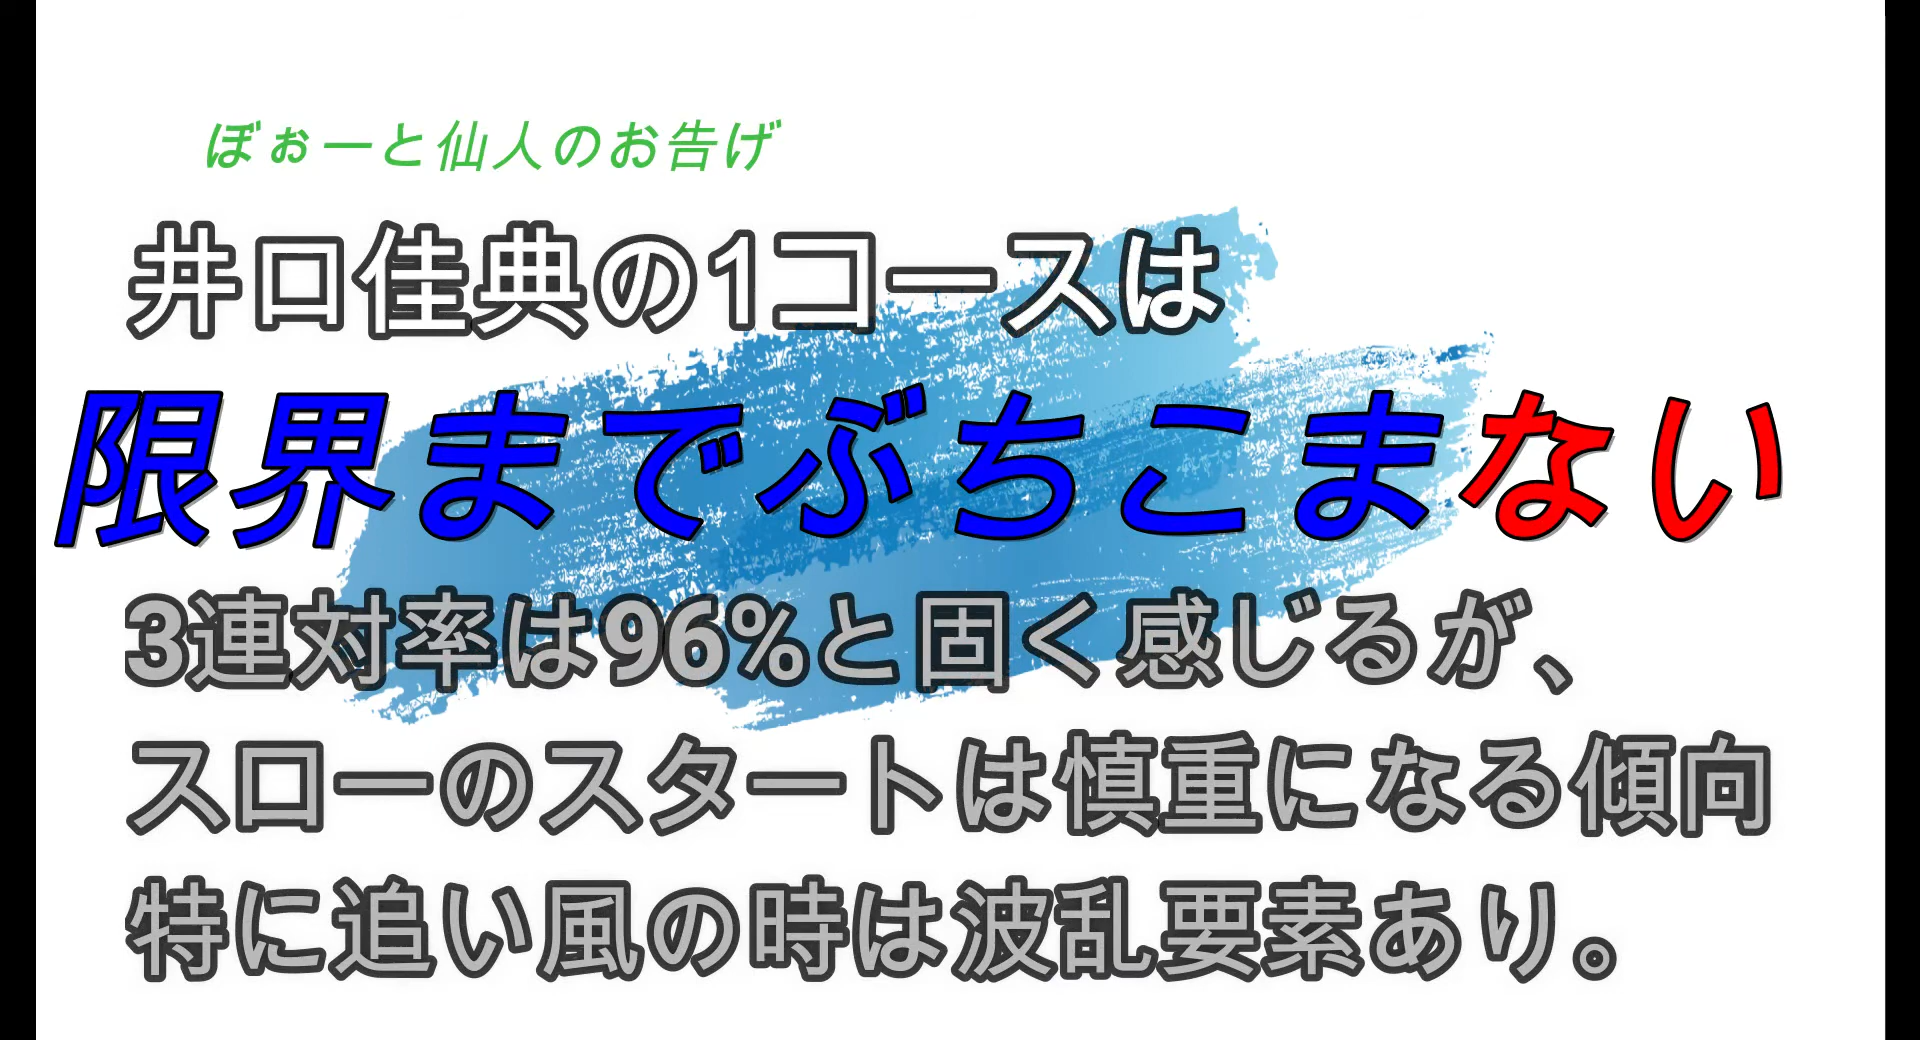 ぼぉーと仙人のお告げ
井口佳典の1コースは
限界までぶちこまない
3連対率は96%と固く感じるが、
スローのスタートは慎重になる傾向
特に追い風の時は波乱要素あり。